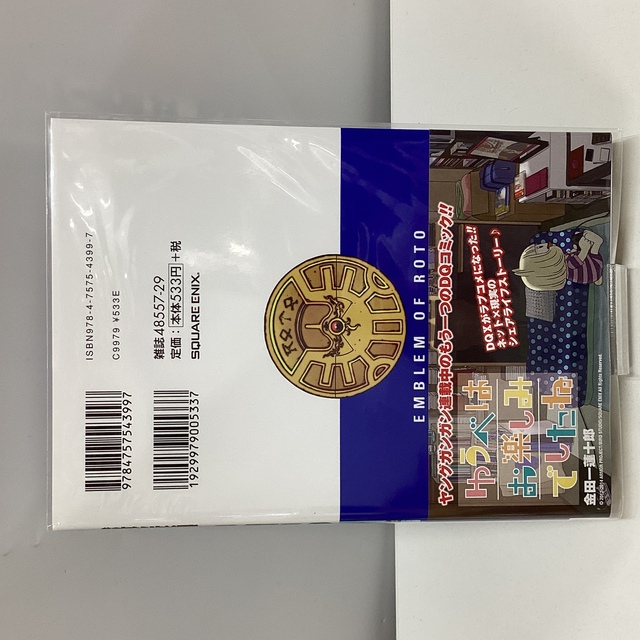 ISBN978-4-7575-4399-7
C9979 ¥533E
9784757543997
1929979005337
雑誌 48557-29
定価:本体533円+税
SQUARE ENIX.
EMBLEM OF ROTO
ヤングガンガン連載中のもう一つのDQコミック!!
DQXがラブコメになった!!
ネット×現実の
シェアライフストーリー♪
ゆうべは
お楽しみ
でしたね
金田一蓮十郎